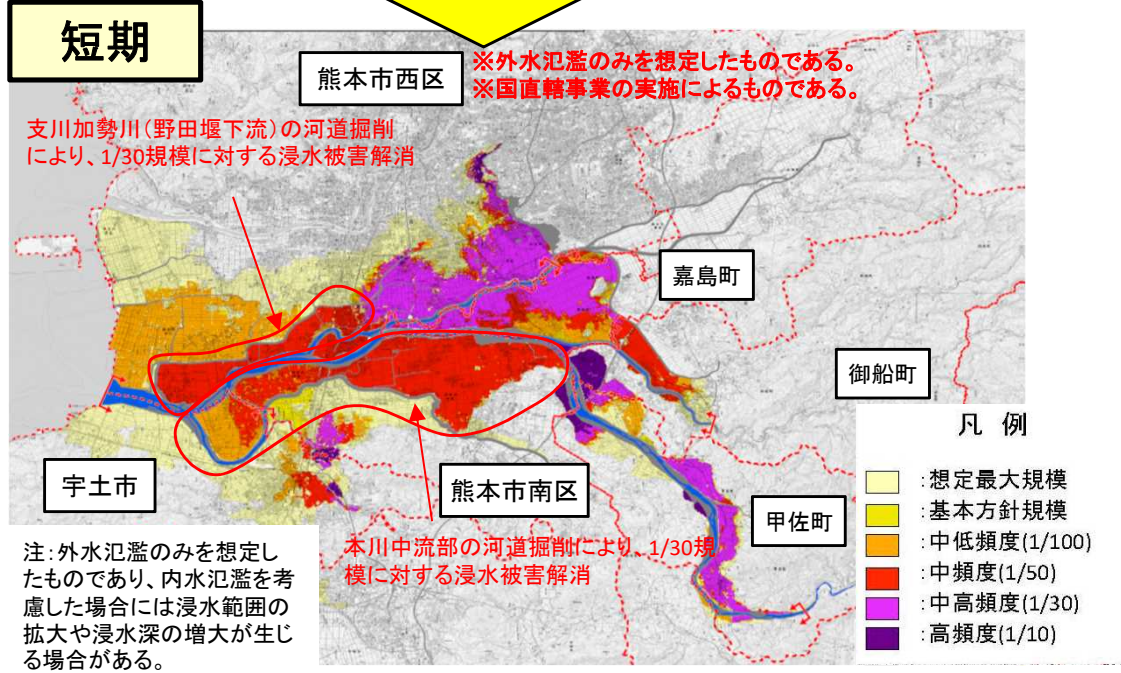 短期
熊本市西区
※外水氾濫のみを想定したものである。
※国直轄事業の実施によるものである。
支川加勢川(野田堰下流)の河道掘削
により、1/30規模に対する浸水被害解消
嘉島町
御船町
宇土市
熊本市南区
甲佐町
本川中流部の河道掘削により、1/30規
模に対する浸水被害解消
注:外水氾濫のみを想定し
たものであり、内水氾濫を考
慮した場合には浸水範囲の
拡大や浸水深の増大が生じ
る場合がある。
凡 例
:想定最大規模
:基本方針規模
:中低頻度(1/100)
:中頻度(1/50)
:中高頻度(1/30)
:高頻度(1/10)